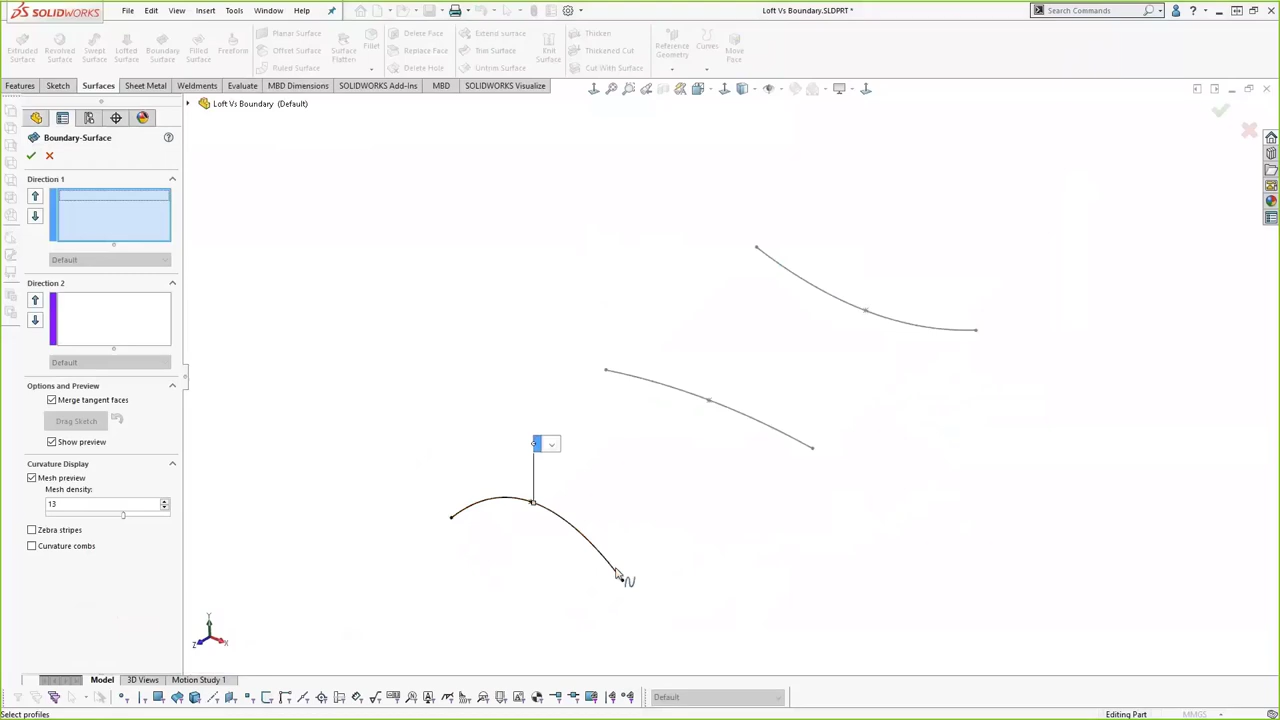 SOLIDWORKS
File Edit View Insert Tools Window Help
Loft Vs Boundary.SLDPRT *
Search Commands
Extruded Surface
Revolved Surface
Swept Surface
Lofted Surface
Boundary Surface
Filled Surface
Freeform
Planar Surface
Offset Surface
Ruled Surface
Surface Flatten
Fillet
Delete Face
Replace Face
Delete Hole
Extend surface
Trim Surface
Untrim Surface
Knit Surface
Thicken
Thickened Cut
Cut With Surface
Reference Geometry
Curves
Move Face
Features Sketch Surfaces Sheet Metal Weldments Evaluate MBD Dimensions SOLIDWORKS Add-Ins MBD SOLIDWORKS Visualize
Loft Vs Boundary (Default)
Boundary-Surface
Direction 1
Default
Direction 2
Default
Options and Preview
Merge tangent faces
Drag Sketch
Show preview
Curvature Display
Mesh preview
Mesh density:
13
Zebra stripes
Curvature combs
Y
Z X
Model 3D Views Motion Study 1
Default
Select profiles
Editing Part
MMGS